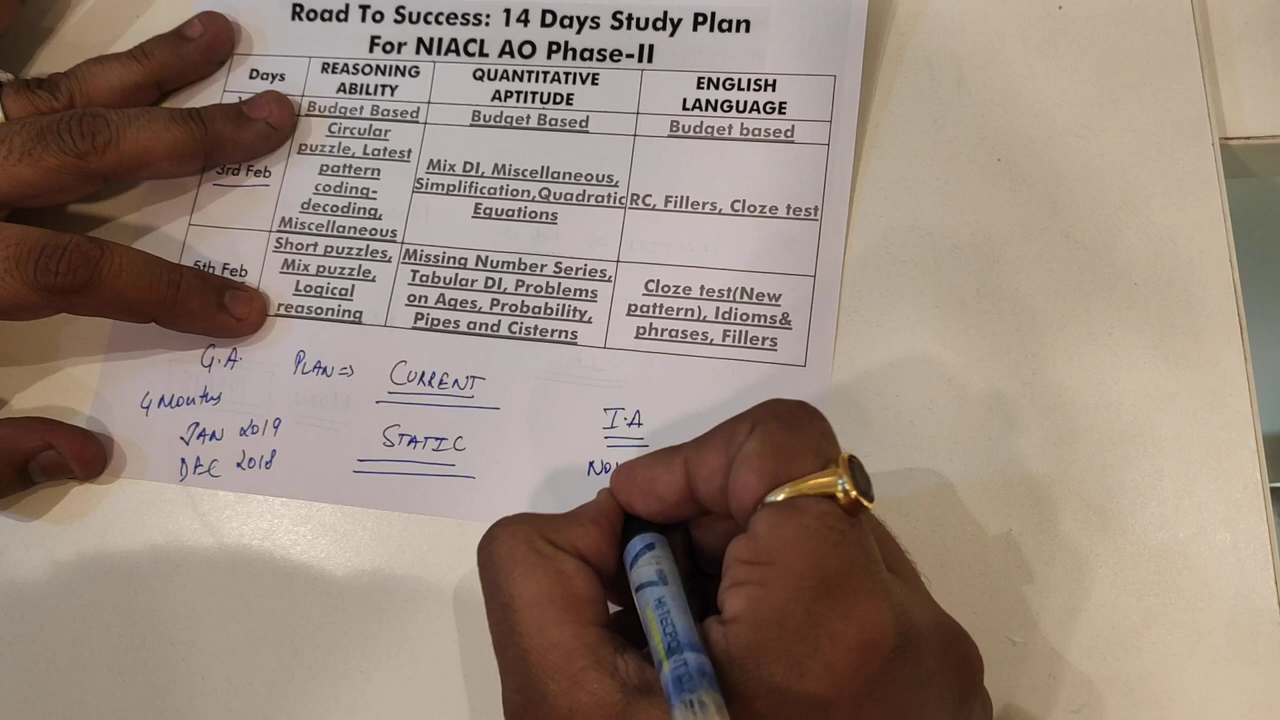 Road To Success: 14 Days Study Plan
For NIACL AO Phase-II
Days
REASONING
ABILITY
QUANTITATIVE
APTITUDE
ENGLISH
LANGUAGE
Budget Based
Budget Based
Budget based
3rd Feb
Circular
puzzle, Latest
pattern
coding-
decoding,
Miscellaneous
Mix DI, Miscellaneous,
Simplification,Quadratic
Equations
RC, Fillers, Cloze test
5th Feb
Short puzzles,
Mix puzzle,
Logical
reasoning
Missing Number Series,
Tabular DI, Problems
on Ages, Probability,
Pipes and Cisterns
Cloze test(New
pattern), Idioms&
phrases, Fillers
G.A. PLAN => CURRENT
4 Months
JAN 2019
DEC 2018
STATIC
I.A
HI-TECPOINT